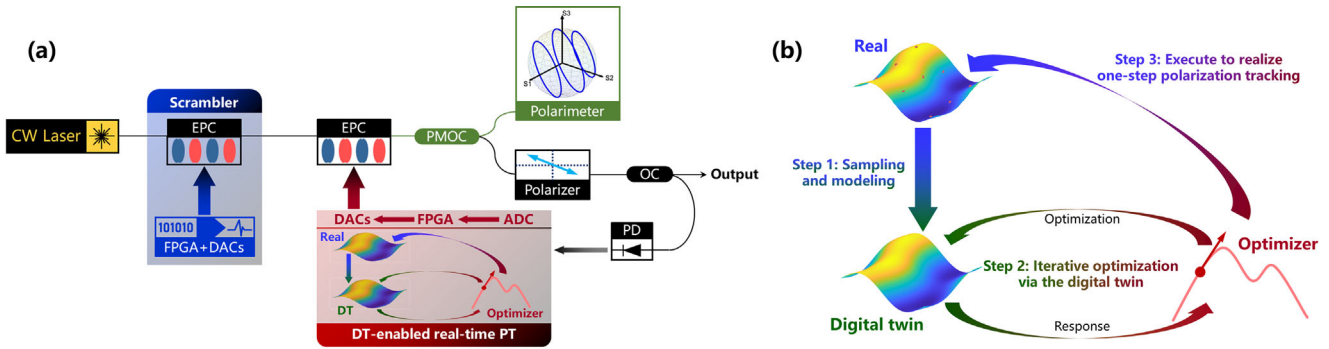 (a)
CW Laser
Scrambler
EPC
101010
FPGA+DACs
EPC
PMOC
S3
S1
S2
Polarimeter
Polarizer
OC
Output
PD
DACs
FPGA
ADC
Real
DT
Optimizer
DT-enabled real-time PT
(b)
Real
Step 3: Execute to realize
one-step polarization tracking
Step 1: Sampling
and modeling
Optimization
Optimizer
Step 2: Iterative optimization
via the digital twin
Digital twin
Response